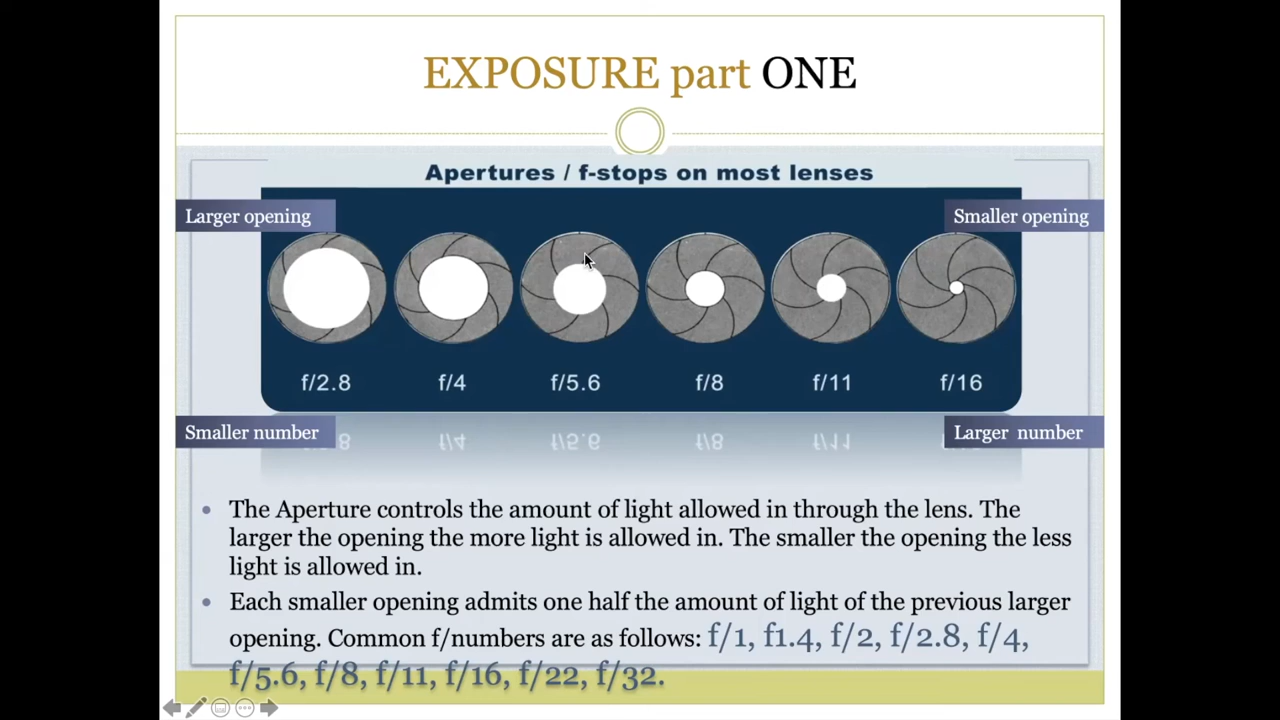 EXPOSURE part ONE
Apertures / f-stops on most lenses
Larger opening
Smaller opening
f/2.8 f/4 f/5.6 f/8 f/11 f/16
Smaller number
Larger number
• The Aperture controls the amount of light allowed in through the lens. The
larger the opening the more light is allowed in. The smaller the opening the less
light is allowed in.
• Each smaller opening admits one half the amount of light of the previous larger
opening. Common f/numbers are as follows: f/1, f1.4, f/2, f/2.8, f/4,
f/5.6, f/8, f/11, f/16, f/22, f/32.